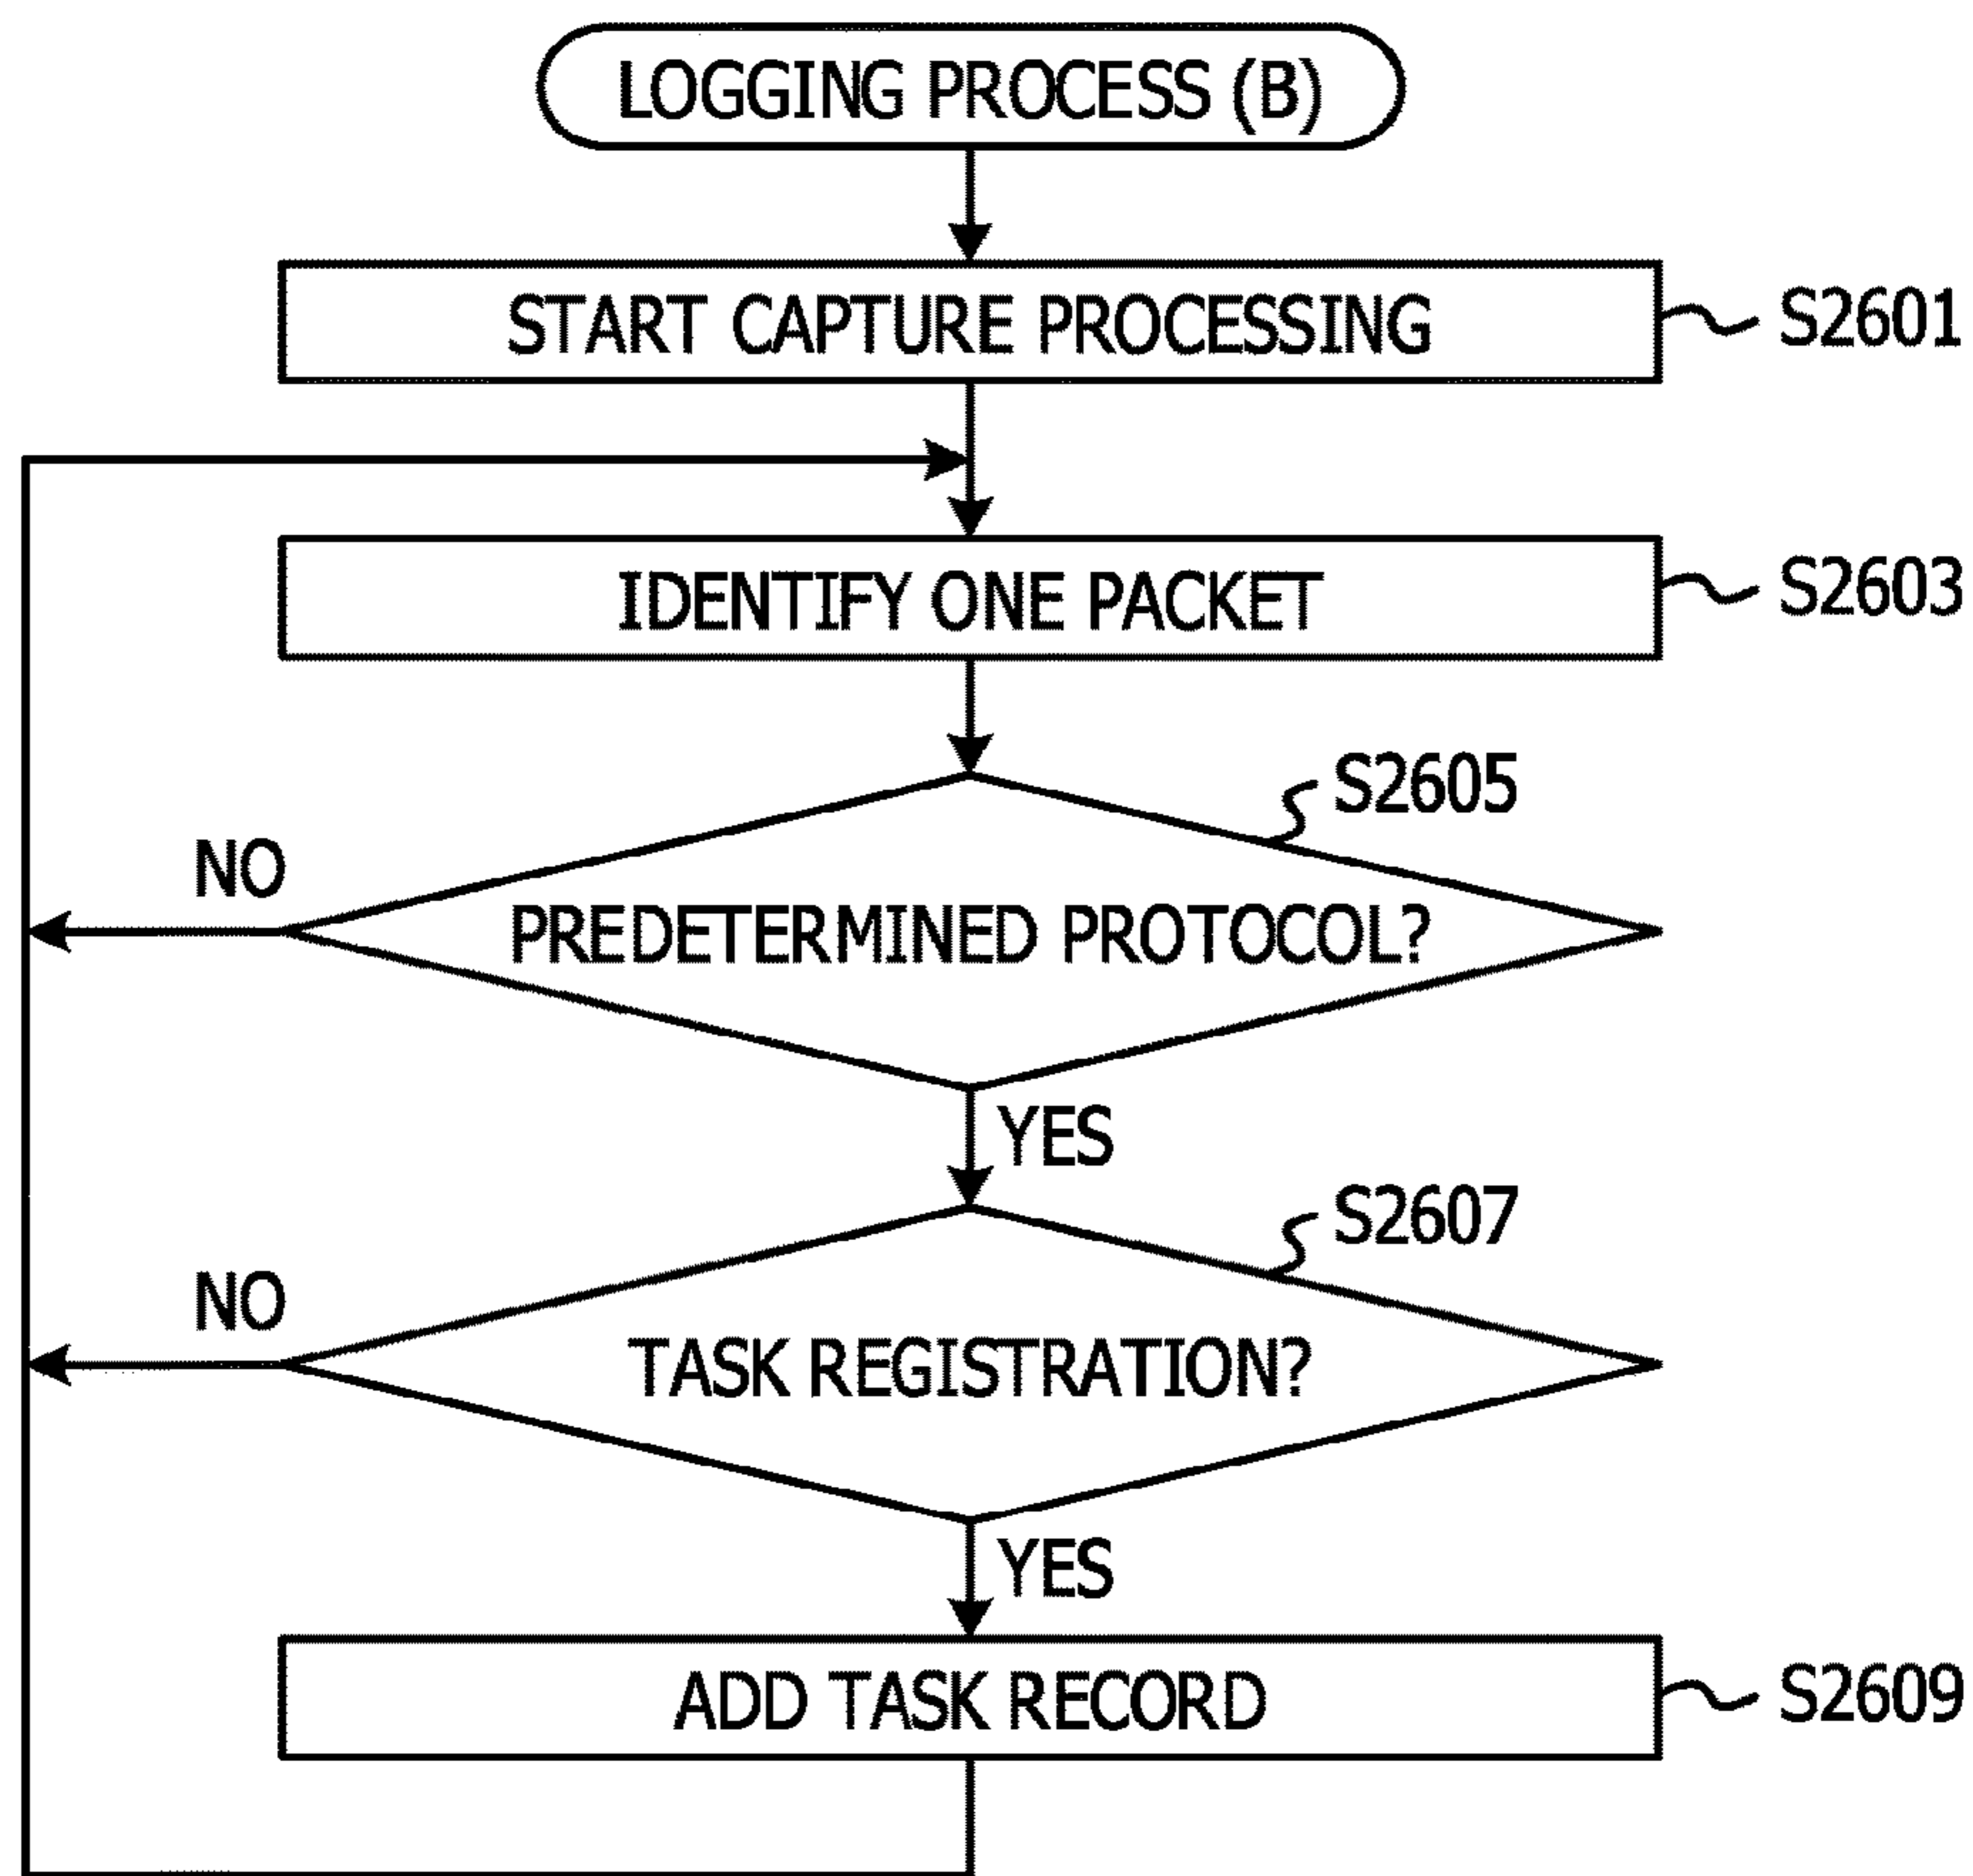 LOGGING PROCESS (B)
START CAPTURE PROCESSING
S2601
IDENTIFY ONE PACKET
S2603
S2605
NO
PREDETERMINED PROTOCOL?
YES
S2607
NO
TASK REGISTRATION?
YES
ADD TASK RECORD
S2609